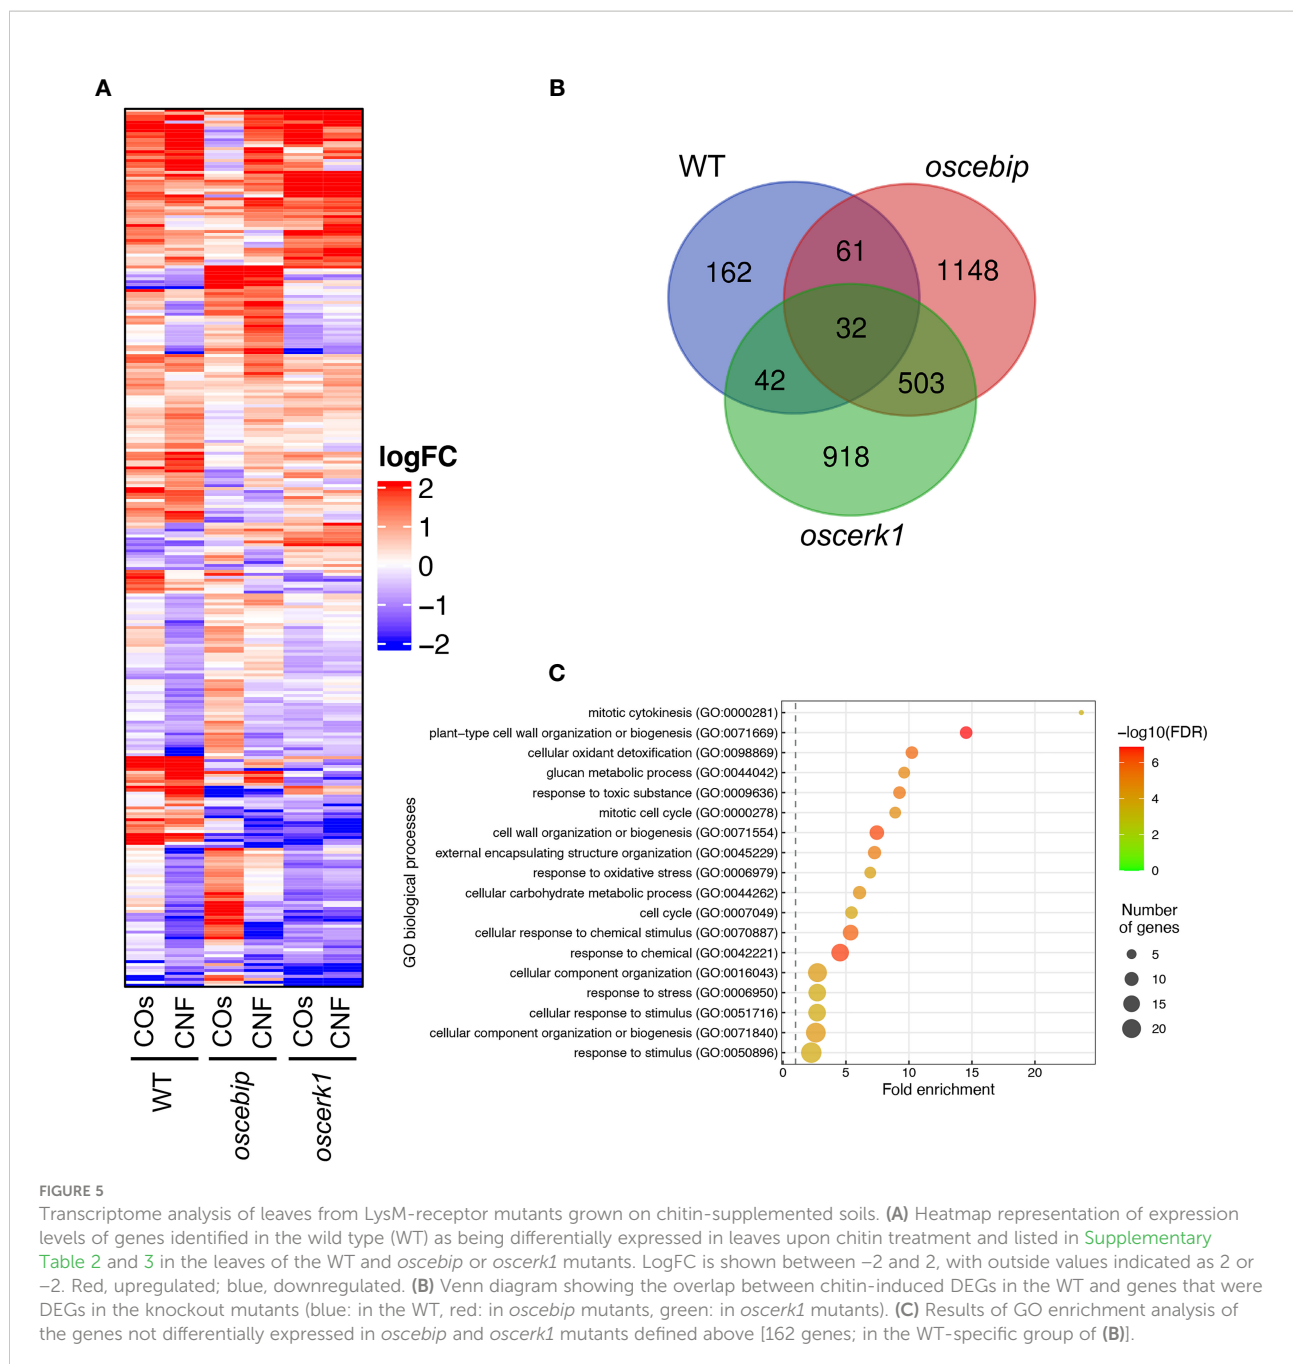 A
logFC
2
1
0
−1
−2
COs
CNF
COs
CNF
COs
CNF
WT
oscebip
oscerk1
B
WT
oscebip
162
61
1148
32
42
503
918
oscerk1
C
GO biological processes
mitotic cytokinesis (GO:0000281)
plant−type cell wall organization or biogenesis (GO:0071669)
cellular oxidant detoxification (GO:0098869)
glucan metabolic process (GO:0044042)
response to toxic substance (GO:0009636)
mitotic cell cycle (GO:0000278)
cell wall organization or biogenesis (GO:0071554)
external encapsulating structure organization (GO:0045229)
response to oxidative stress (GO:0006979)
cellular carbohydrate metabolic process (GO:0044262)
cell cycle (GO:0007049)
cellular response to chemical stimulus (GO:0070887)
response to chemical (GO:0042221)
cellular component organization (GO:0016043)
response to stress (GO:0006950)
cellular response to stimulus (GO:0051716)
cellular component organization or biogenesis (GO:0071840)
response to stimulus (GO:0050896)
0
5
10
15
20
Fold enrichment
−log10(FDR)
6
4
2
0
Number
of genes
5
10
15
20
FIGURE 5
Transcriptome analysis of leaves from LysM-receptor mutants grown on chitin-supplemented soils. (A) Heatmap representation of expression
levels of genes identified in the wild type (WT) as being differentially expressed in leaves upon chitin treatment and listed in Supplementary
Table 2 and 3 in the leaves of the WT and oscebip or oscerk1 mutants. LogFC is shown between −2 and 2, with outside values indicated as 2 or
−2. Red, upregulated; blue, downregulated. (B) Venn diagram showing the overlap between chitin-induced DEGs in the WT and genes that were
DEGs in the knockout mutants (blue: in the WT, red: in oscebip mutants, green: in oscerk1 mutants). (C) Results of GO enrichment analysis of
the genes not differentially expressed in oscebip and oscerk1 mutants defined above [162 genes; in the WT-specific group of (B)].